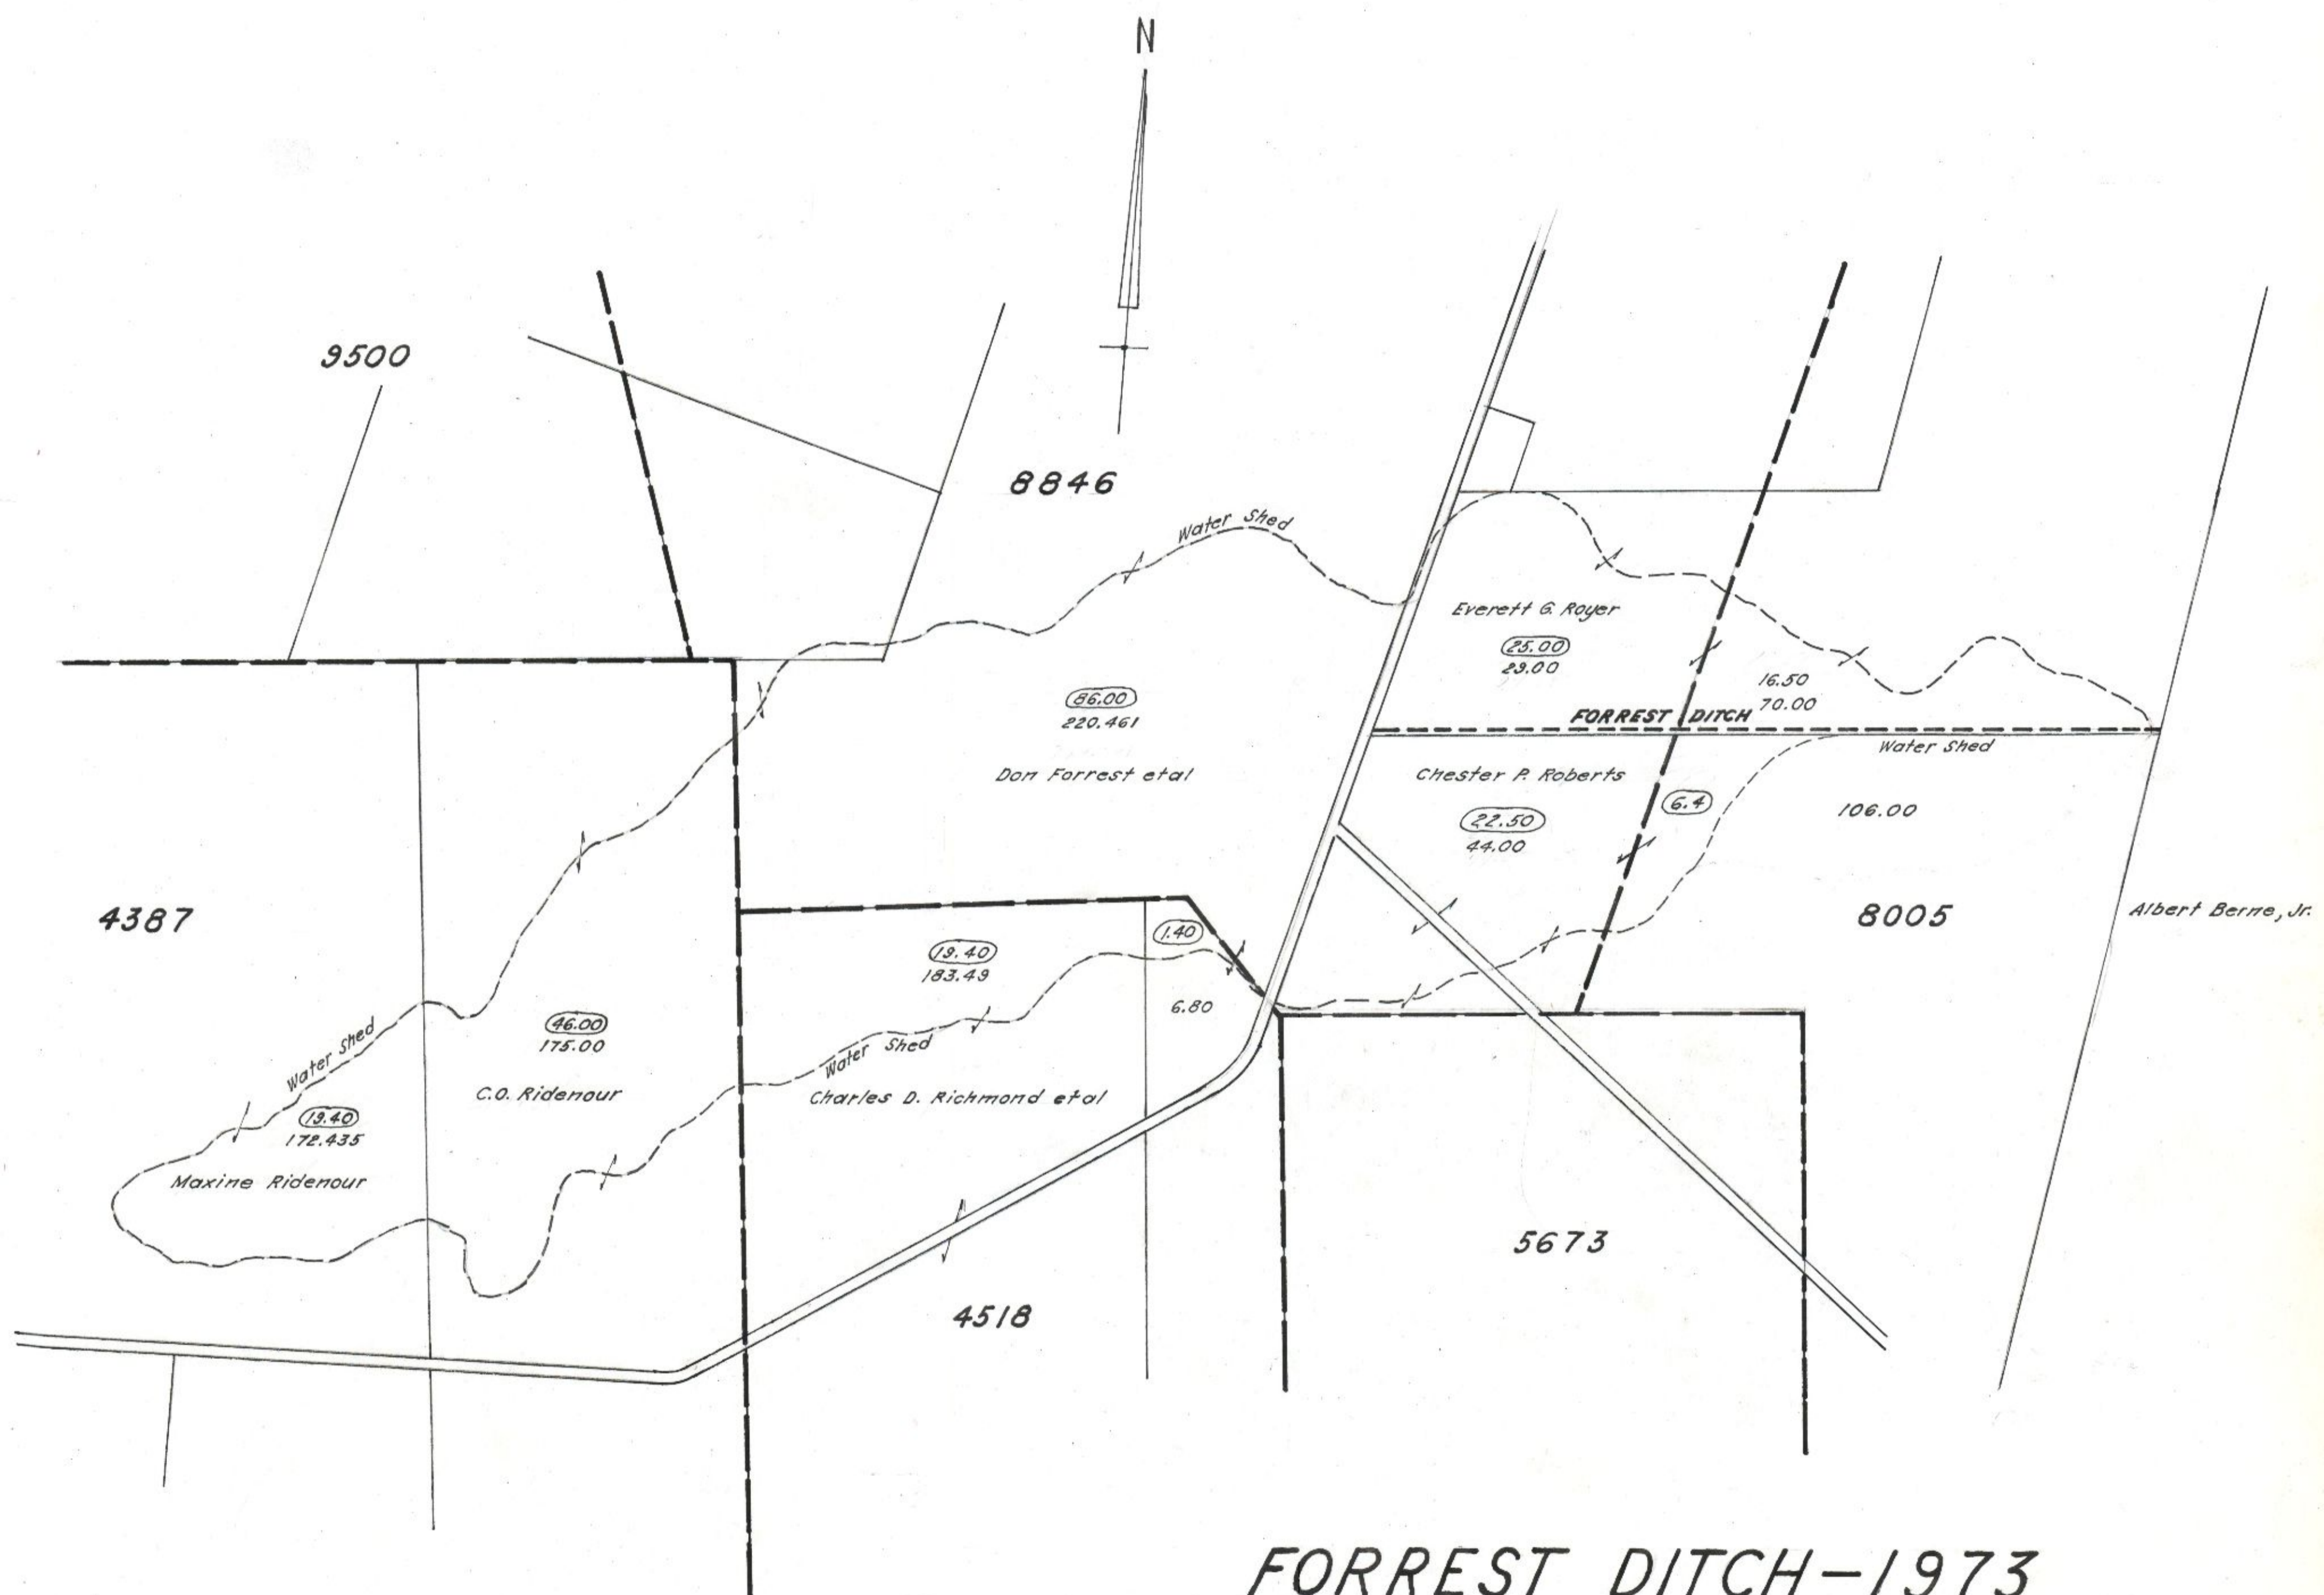 N
9500
8846
Water Shed
Everett G. Royer
25.00
29.00
16.50
70.00
FORREST DITCH
Water Shed
86.00
220.461
Don Forrest etal
Chester P. Roberts
22.50
44.00
6.4
106.00
4387
8005
Albert Berne, Jr.
19.40
183.49
1.40
6.80
46.00
175.00
C.O. Ridenour
Water Shed
19.40
172.435
Maxine Ridenour
Water Shed
Charles D. Richmond etal
5673
4518
FORREST DITCH-1973